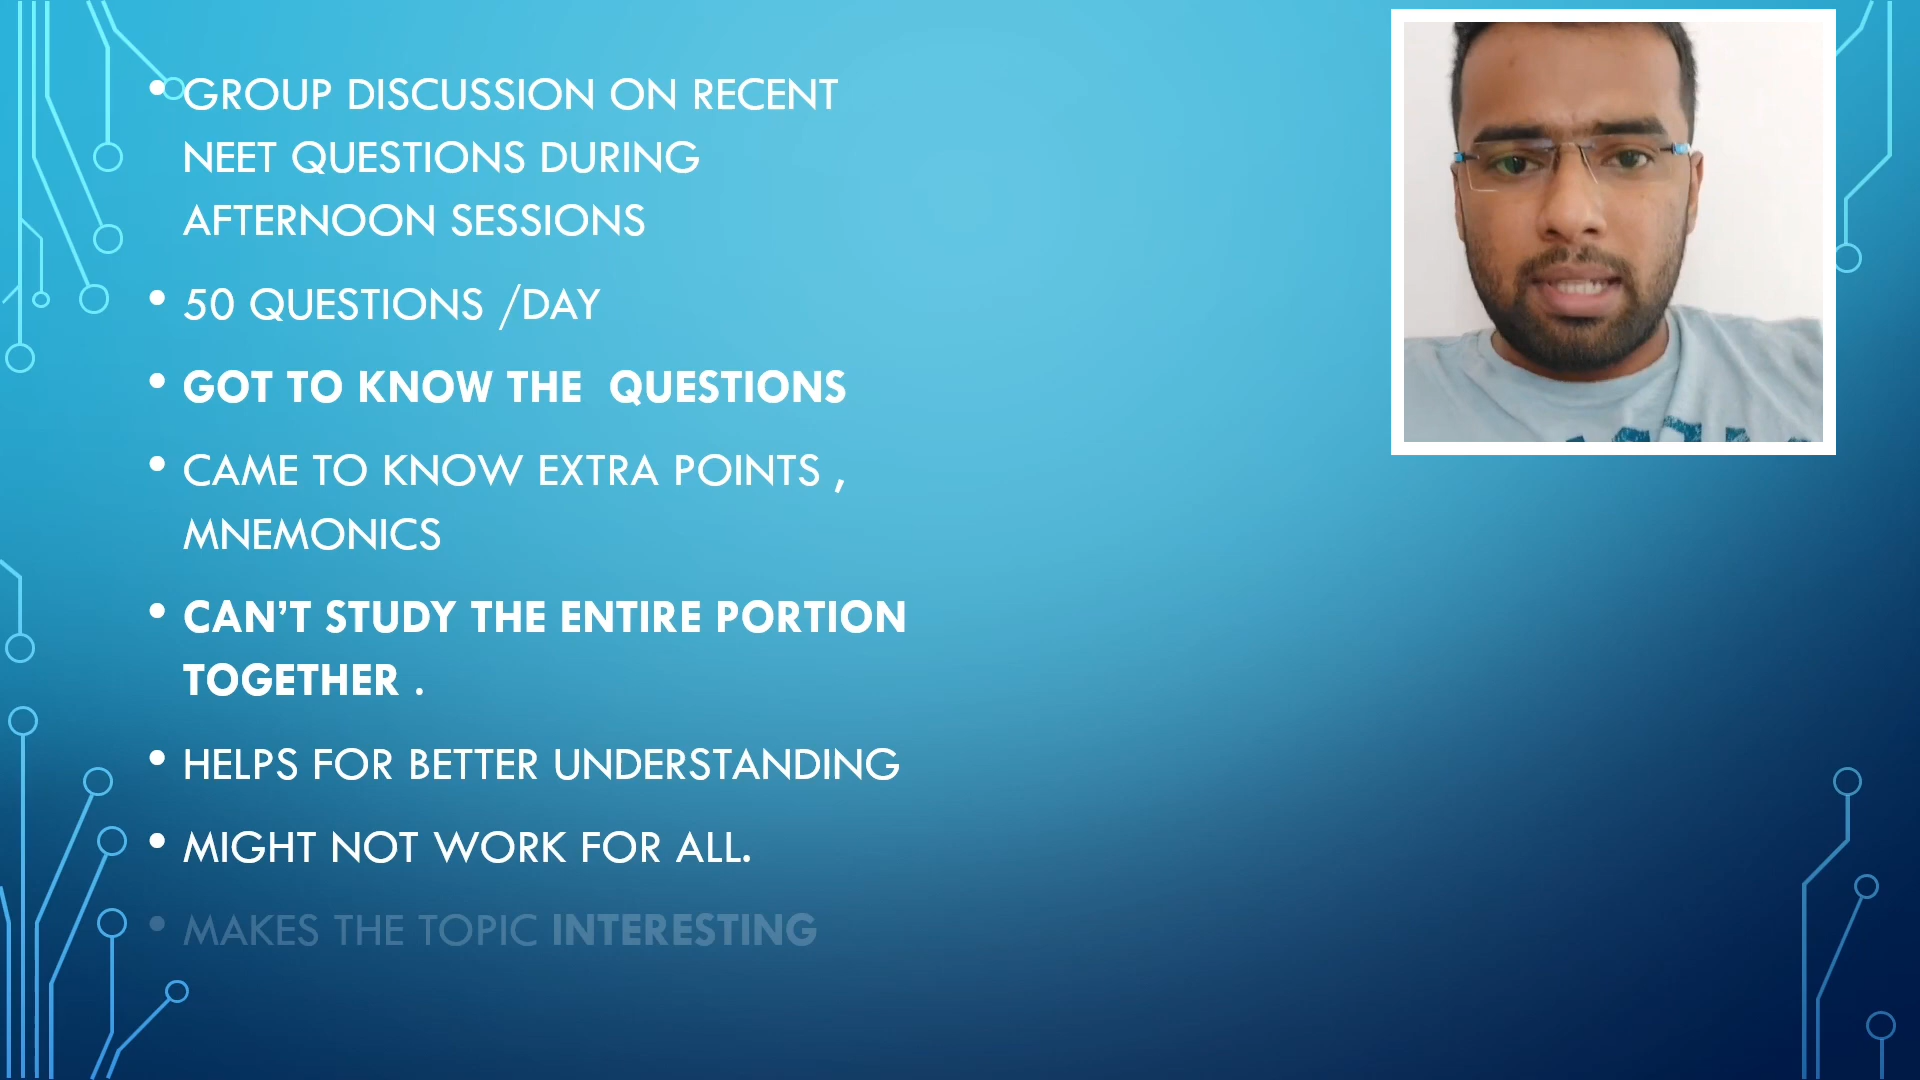 • GROUP DISCUSSION ON RECENT
NEET QUESTIONS DURING
AFTERNOON SESSIONS
• 50 QUESTIONS /DAY
• GOT TO KNOW THE  QUESTIONS
• CAME TO KNOW EXTRA POINTS ,
MNEMONICS
• CAN’T STUDY THE ENTIRE PORTION
TOGETHER .
• HELPS FOR BETTER UNDERSTANDING
• MIGHT NOT WORK FOR ALL.
• MAKES THE TOPIC INTERESTING